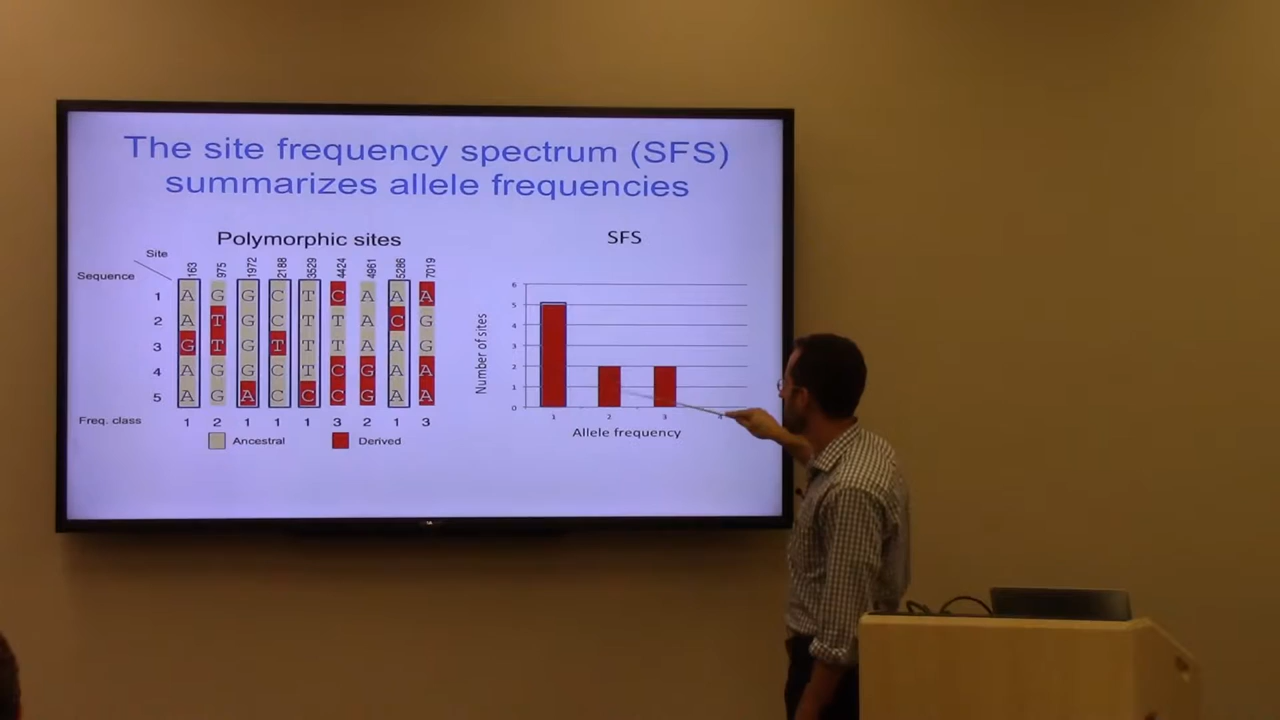 The site frequency spectrum (SFS)
summarizes allele frequencies
Polymorphic sites
Site
Sequence
163 975 1972 2188 3529 4424 4961 5286 7019
1 A G G C T C A A A
2 A T G C T T A C G
3 G T G T T T A A G
4 A G G C T C G A A
5 A G A C C C G A A
Freq. class 1 2 1 1 1 3 2 1 3
Ancestral Derived
SFS
Number of sites
6
5
4
3
2
1
0
1 2 3 4
Allele frequency